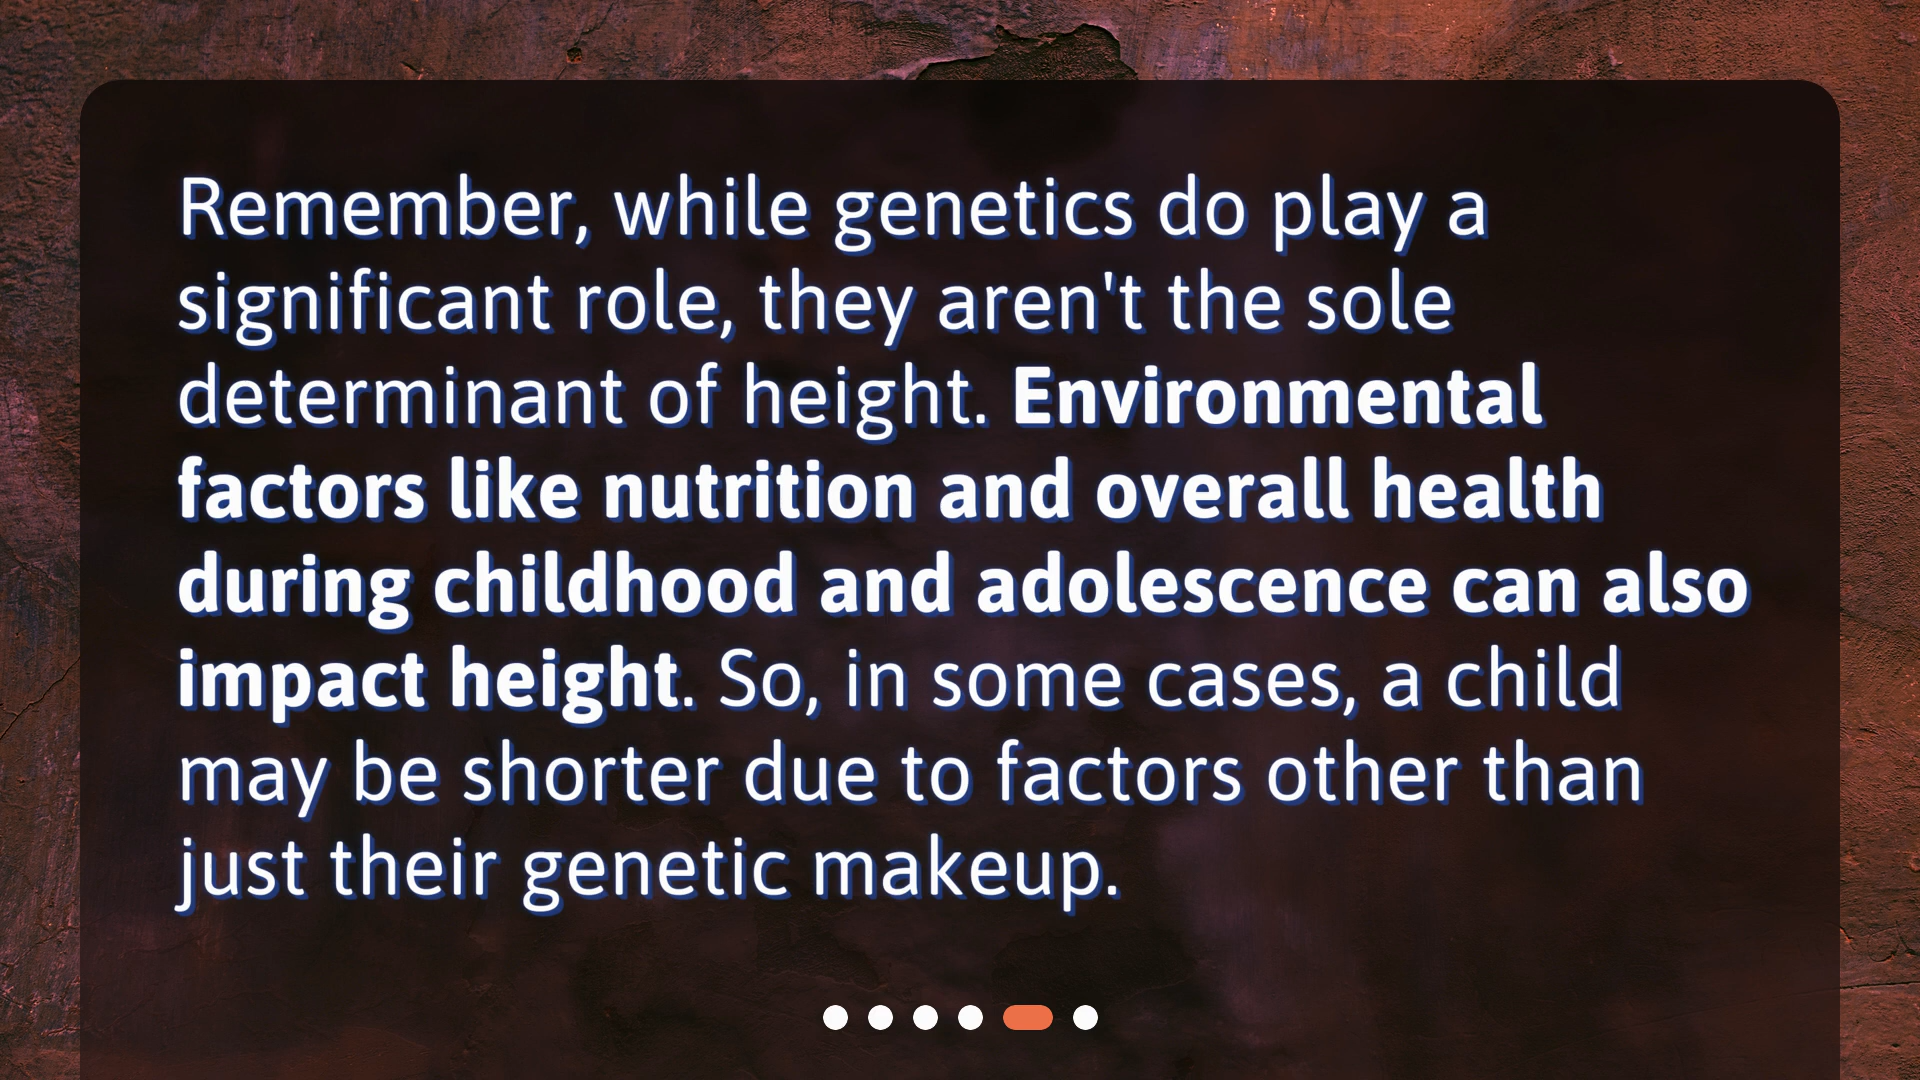 Remember, while genetics do play a
significant role, they aren't the sole
determinant of height. Environmental
factors like nutrition and overall health
during childhood and adolescence can also
impact height. So, in some cases, a child
may be shorter due to factors other than
just their genetic makeup.